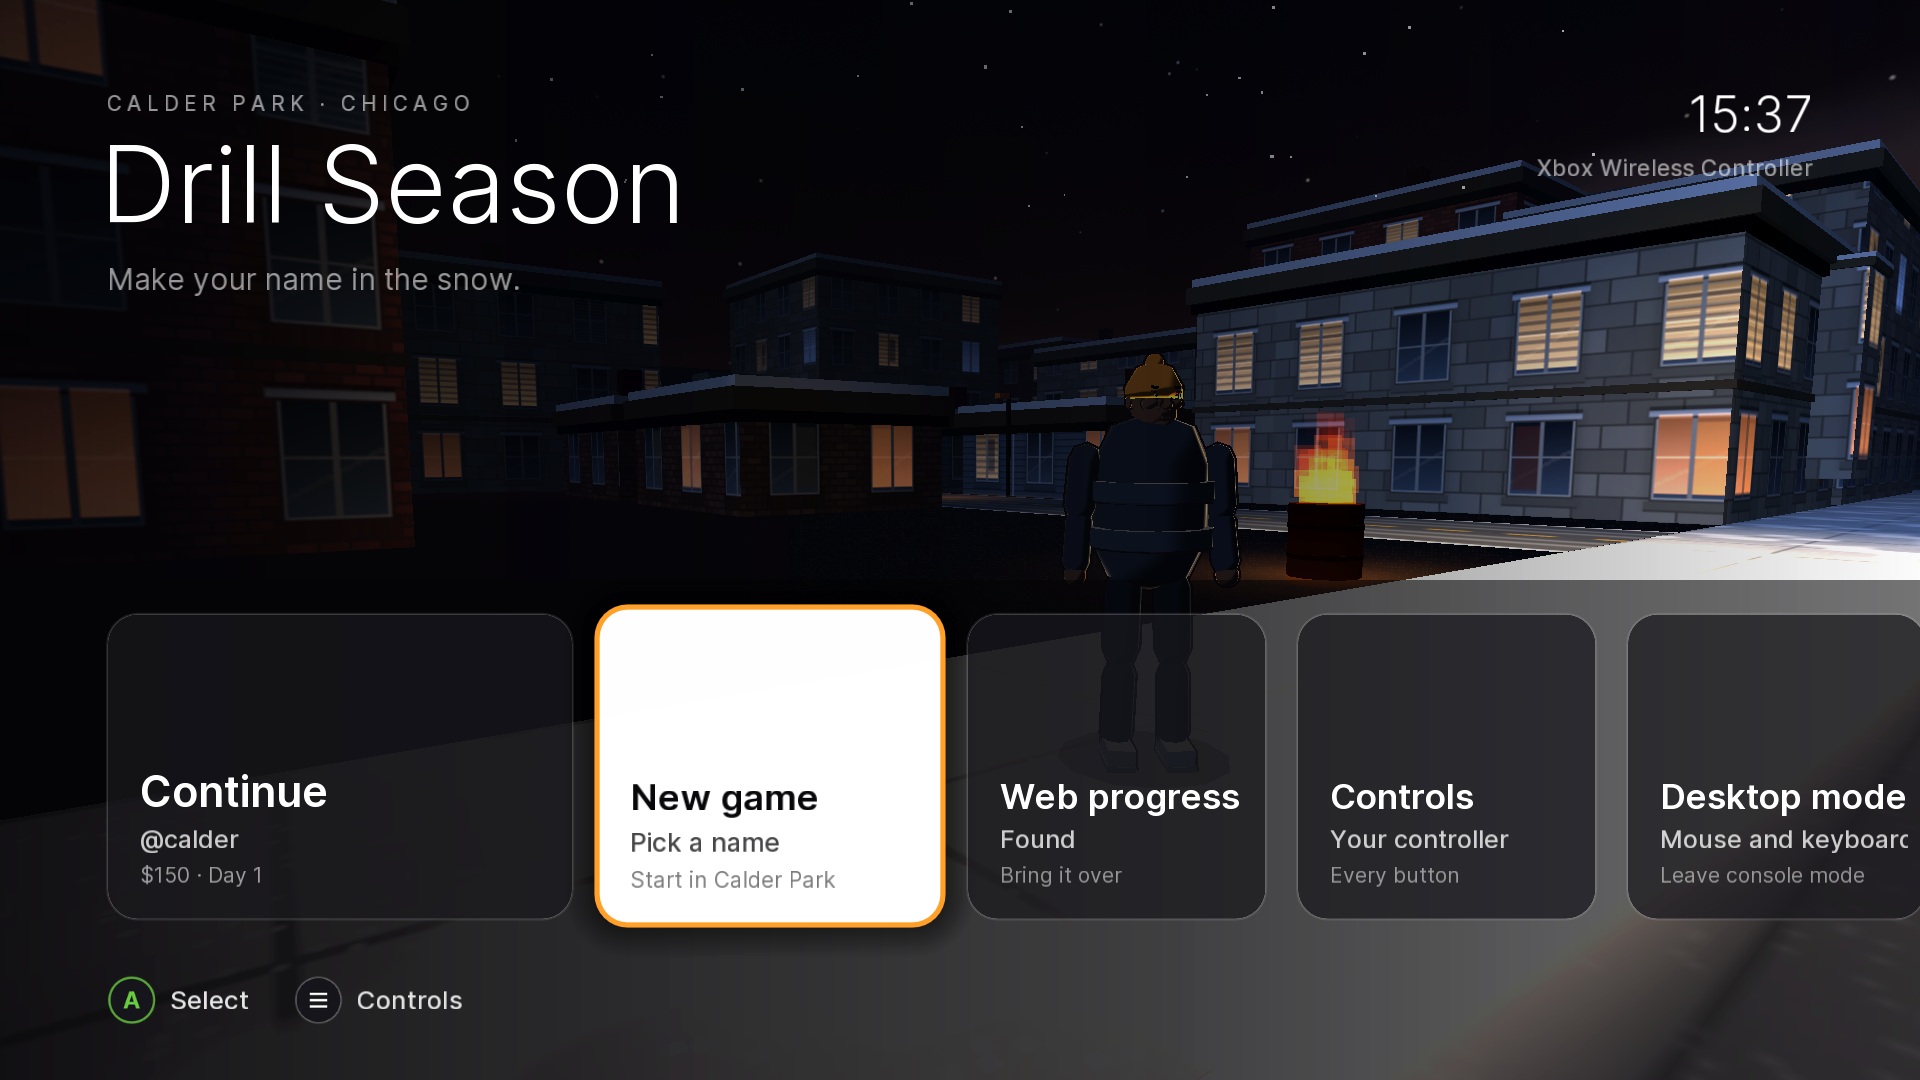 CALDER PARK · CHICAGO
Drill Season
Make your name in the snow.
15:37
Xbox Wireless Controller
Continue
@calder
$150 · Day 1
New game
Pick a name
Start in Calder Park
Web progress
Found
Bring it over
Controls
Your controller
Every button
Desktop mode
Mouse and keyboard
Leave console mode
A Select
Controls